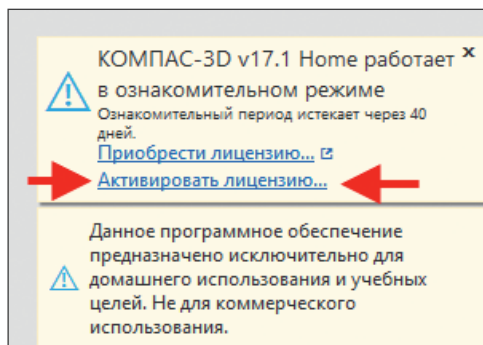 КОМПАС-3D v17.1 Home работает x
в ознакомительном режиме
Ознакомительный период истекает через 40
дней.
Приобрести лицензию...
Активировать лицензию...
Данное программное обеспечение
предназначено исключительно для
домашнего использования и учебных
целей. Не для коммерческого
использования.